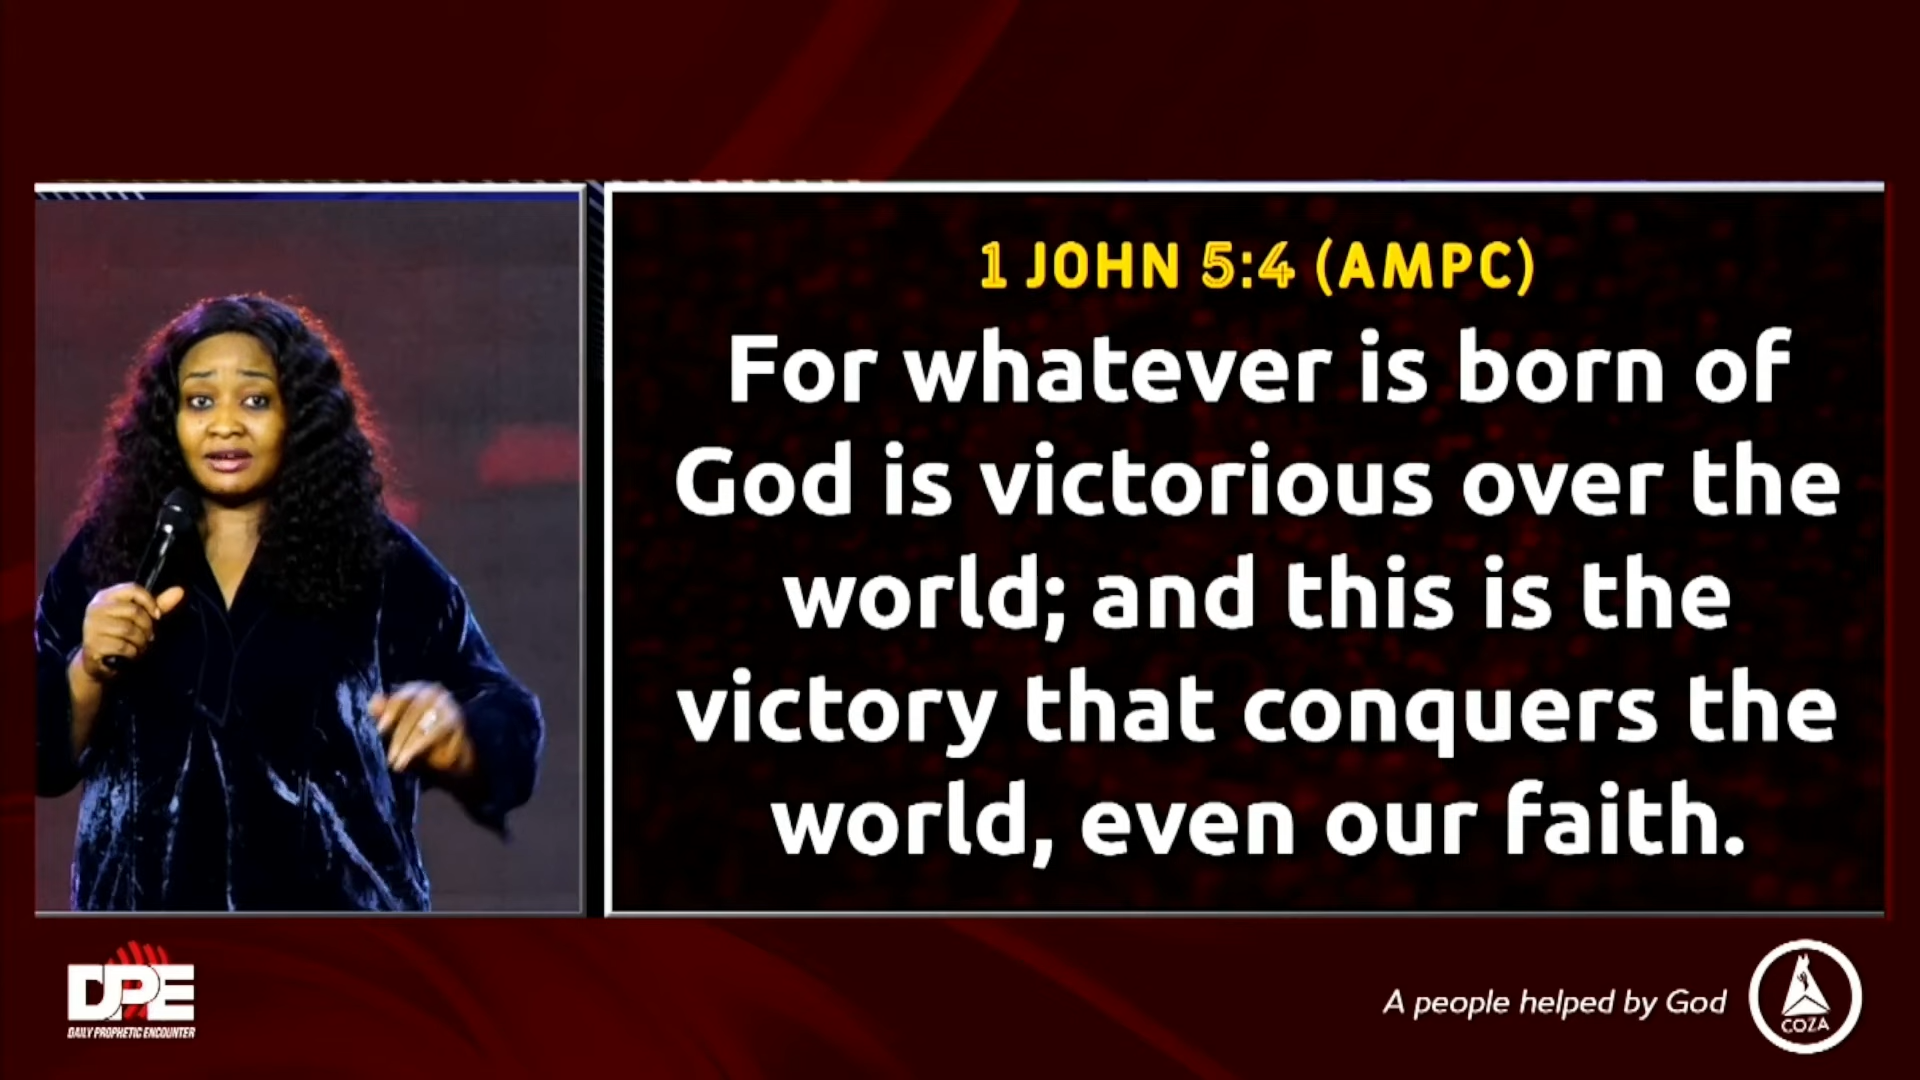 1 JOHN 5:4 (AMPC)
For whatever is born of
God is victorious over the
world; and this is the
victory that conquers the
world, even our faith.
DPE
DAILY PROPHETIC ENCOUNTER
A people helped by God
COZA